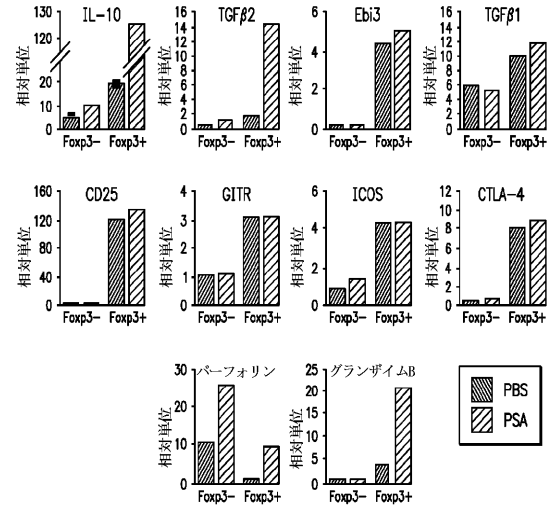 IL-10
相対単位
130
120
20
10
0
Foxp3- Foxp3+
TGFβ2
相対単位
16
14
12
10
8
6
4
2
0
Foxp3- Foxp3+
Ebi3
相対単位
6
4
2
0
Foxp3- Foxp3+
TGFβ1
相対単位
16
14
12
10
8
6
4
2
0
Foxp3- Foxp3+
CD25
相対単位
160
120
80
40
0
Foxp3- Foxp3+
GITR
相対単位
4
3
2
1
0
Foxp3- Foxp3+
ICOS
相対単位
6
4
2
0
Foxp3- Foxp3+
CTLA-4
相対単位
12
10
8
6
4
2
0
Foxp3- Foxp3+
パーフォリン
相対単位
30
20
10
0
Foxp3- Foxp3+
グランザイムB
相対単位
25
20
15
10
5
0
Foxp3- Foxp3+
PBS
PSA